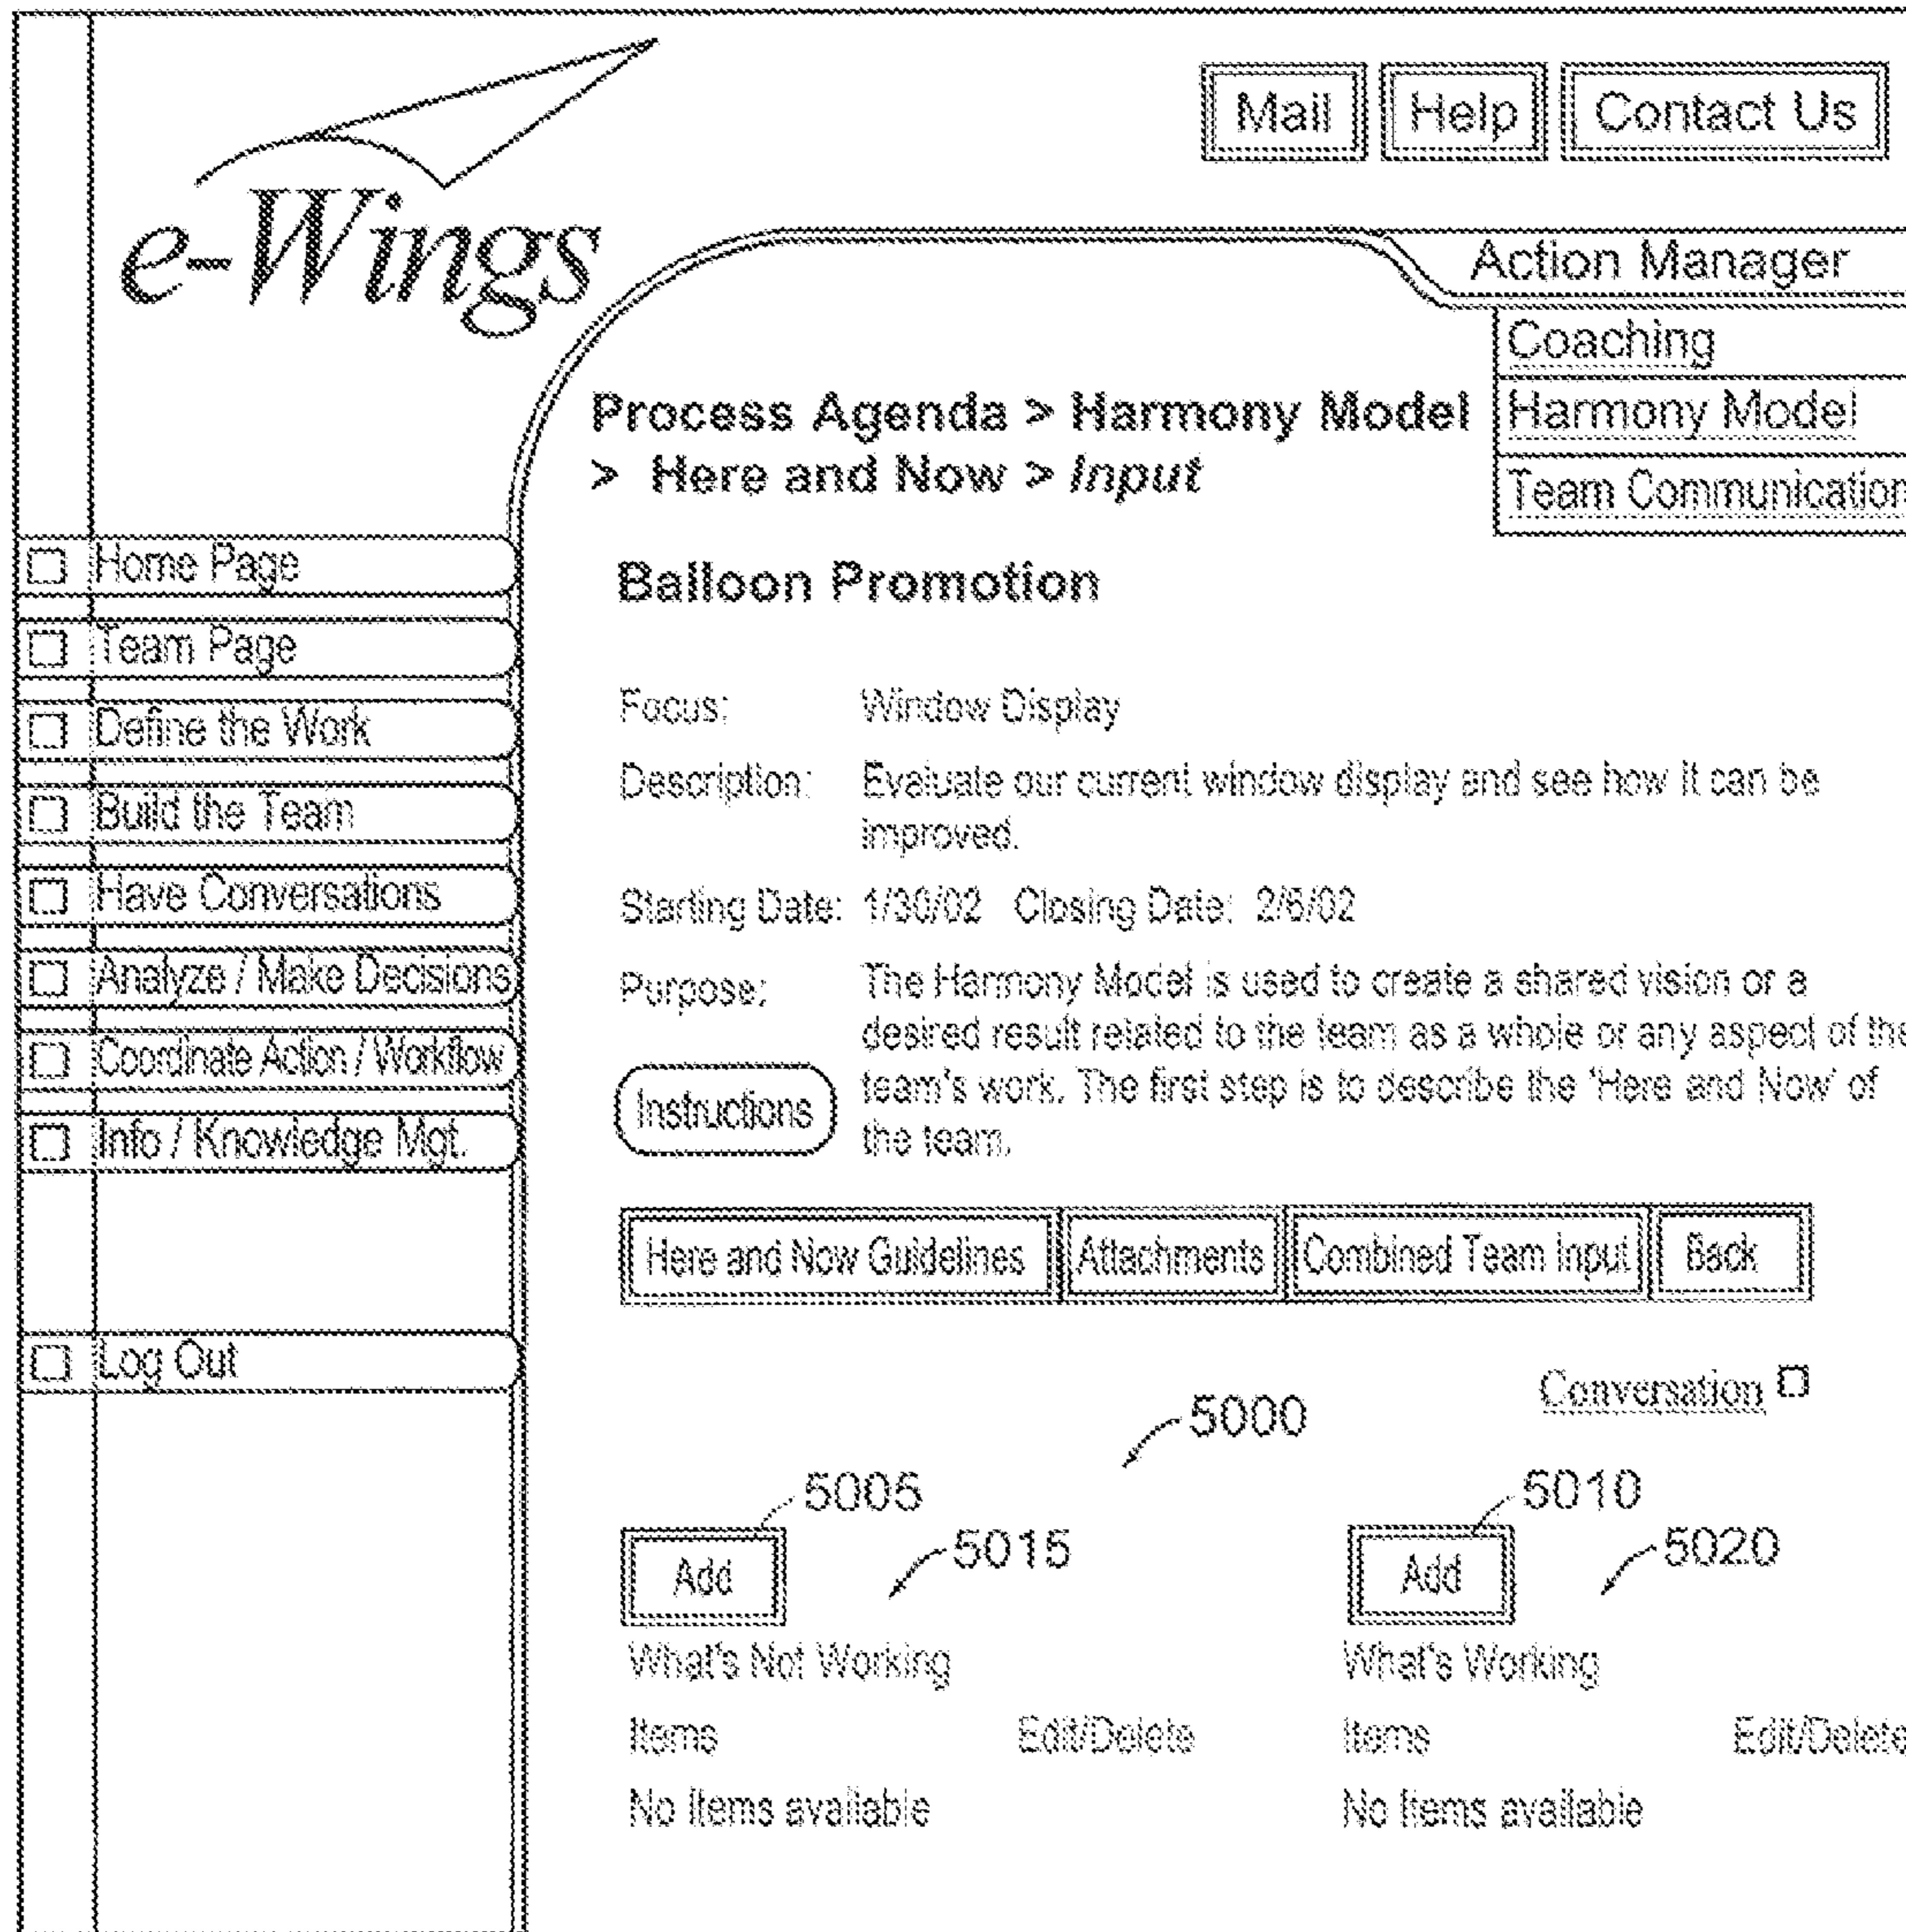 Mail Help Contact Us
e-Wings
Action Manager
Coaching
Harmony Model
Team Communication
Process Agenda > Harmony Model
> Here and Now > Input
Home Page
Team Page
Define the Work
Build the Team
Have Conversations
Analyze / Make Decisions
Coordinate Action / Workflow
Info / Knowledge Mgt.
Log Out
Balloon Promotion
Focus: Window Display
Description: Evaluate our current window display and see how it can be
improved.
Starting Date: 1/30/02 Closing Date: 2/6/02
Purpose: The Harmony Model is used to create a shared vision or a
desired result related to the team as a whole or any aspect of the
team's work. The first step is to describe the 'Here and Now' of
the team.
Instructions
Here and Now Guidelines Attachments Combined Team Input Back
Conversation
5000
5005 5010
Add 5015 Add 5020
What's Not Working What's Working
Items Edit/Delete Items Edit/Delete
No items available No items available